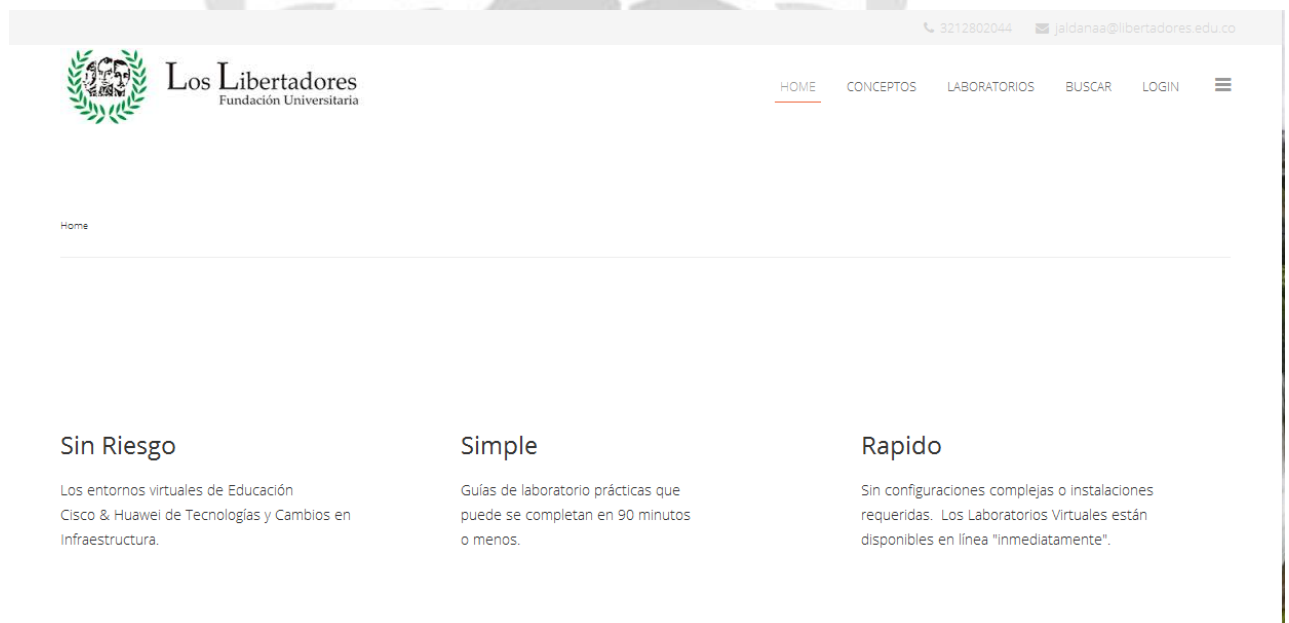 3212802044 jaldanaa@libertadores.edu.co
Los Libertadores
Fundación Universitaria
HOME CONCEPTOS LABORATORIOS BUSCAR LOGIN
Home
Sin Riesgo
Los entornos virtuales de Educación
Cisco & Huawei de Tecnologías y Cambios en
Infraestructura.
Simple
Guías de laboratorio prácticas que
puede se completan en 90 minutos
o menos.
Rapido
Sin configuraciones complejas o instalaciones
requeridas. Los Laboratorios Virtuales están
disponibles en línea "inmediatamente".